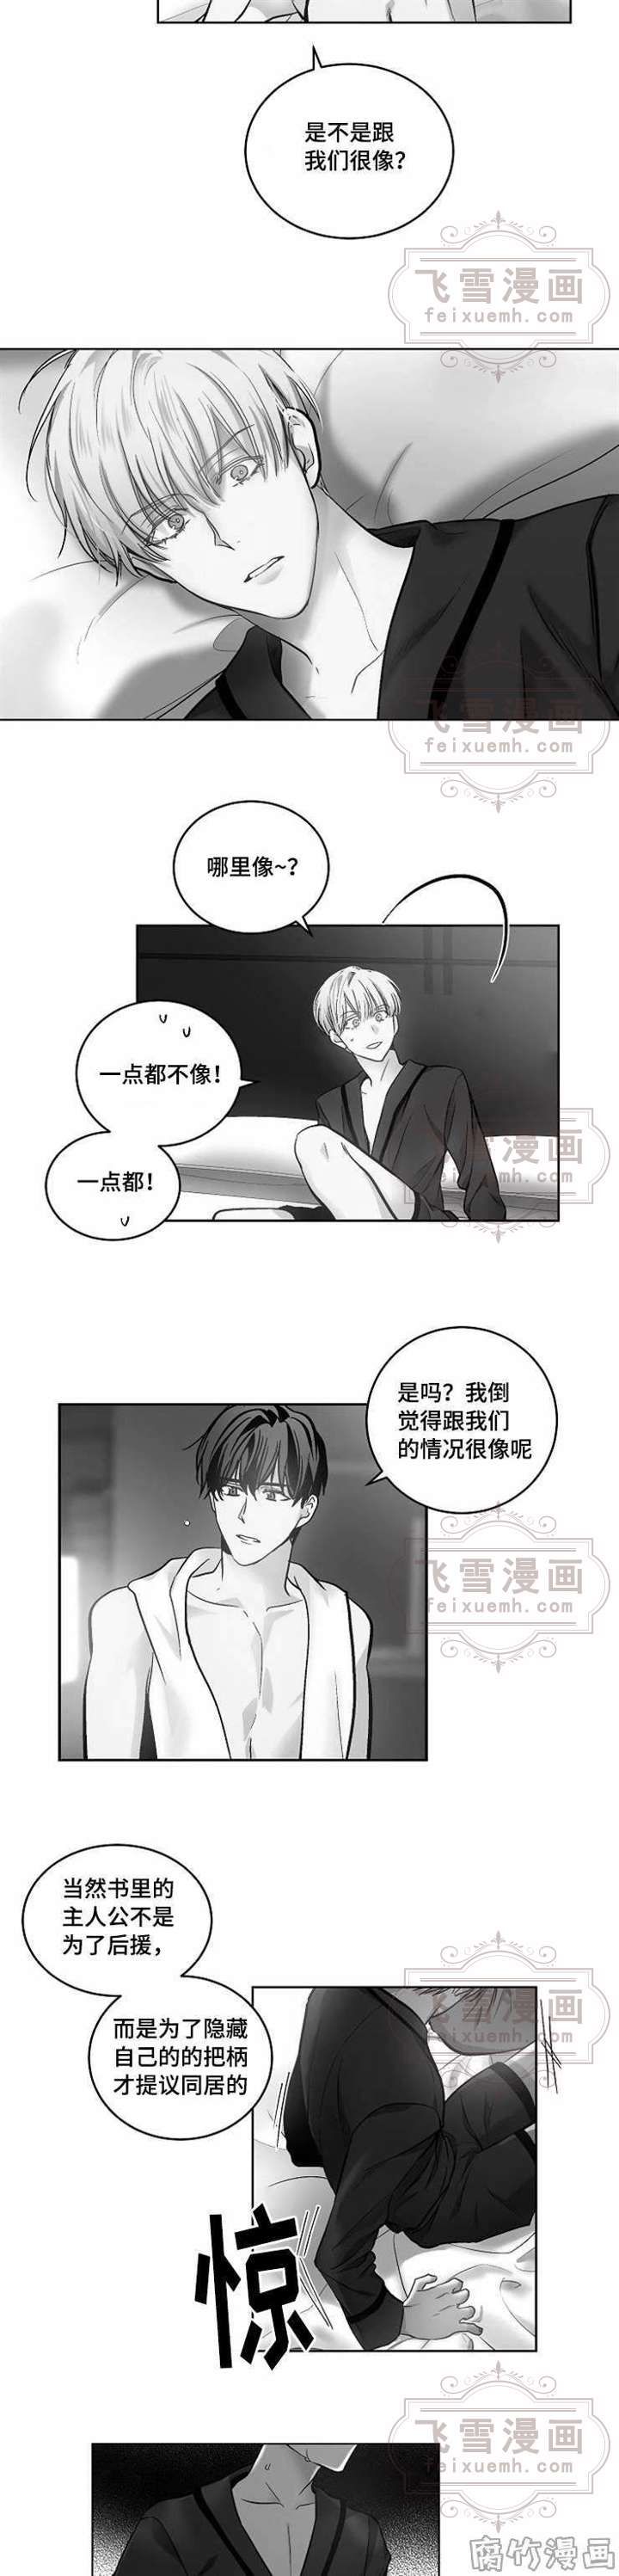 是不是跟
我们很像?
飞雪漫画
feixuemh.com
飞雪漫画
feixuemh.com
哪里像~?
一点都不像!
一点都!
飞雪漫画
feixuemh.com
是吗? 我倒
觉得跟我们
的情况很像呢
飞雪漫画
feixuemh.com
当然书里的
主人公不是
为了后援，
而是为了隐藏
自己的的把柄
才提议同居的
飞雪漫画
feixuemh.com
惊
飞雪漫画
feixuemh.com
腐竹漫画